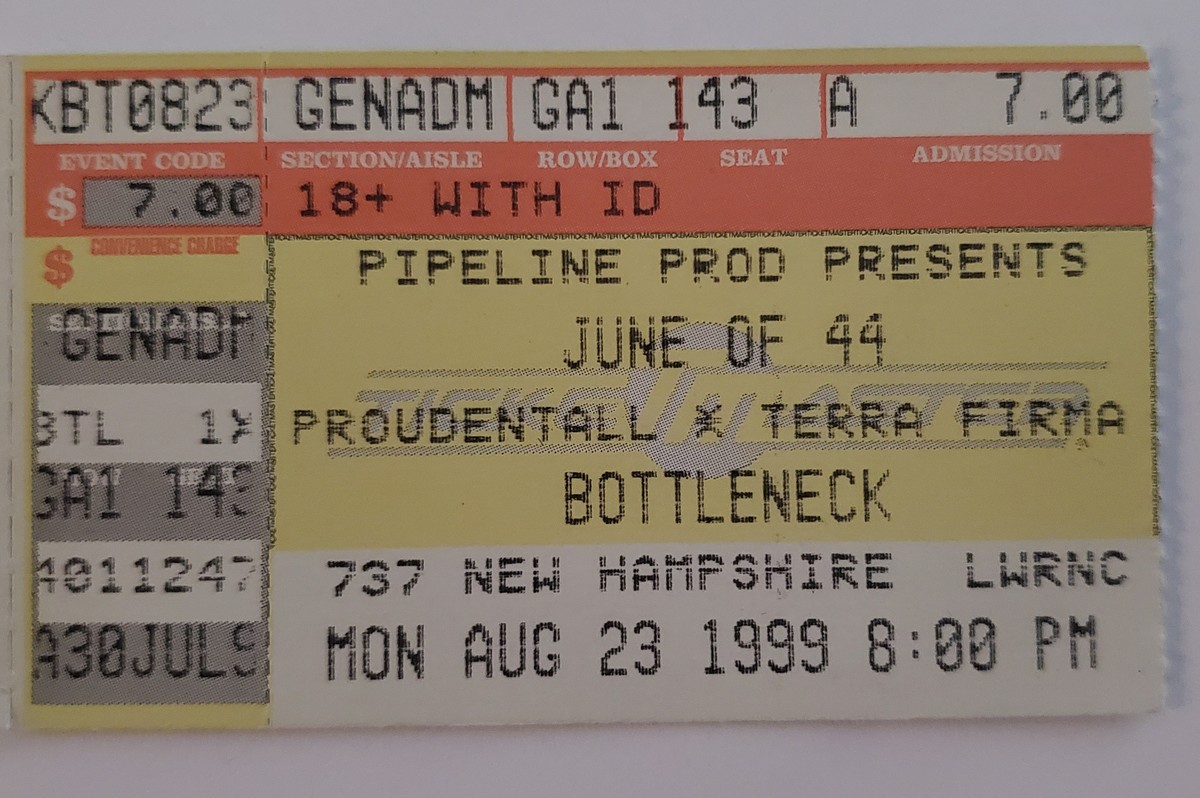 KBT0823 GENADM GA1 143 A 7.00
EVENT CODE SECTION/AISLE ROW/BOX SEAT ADMISSION
$ 7.00 18+ WITH ID
CONVENIENCE CHARGE
$
PIPELINE PROD PRESENTS
GENADM
JUNE OF 44
TICKETMASTER
BTL 1X
PROUDENTALL * TERRA FIRMA
GA1 143
BOTTLENECK
4011247
737 NEW HAMPSHIRE LWRNC
A30JUL9
MON AUG 23 1999 8:00 PM